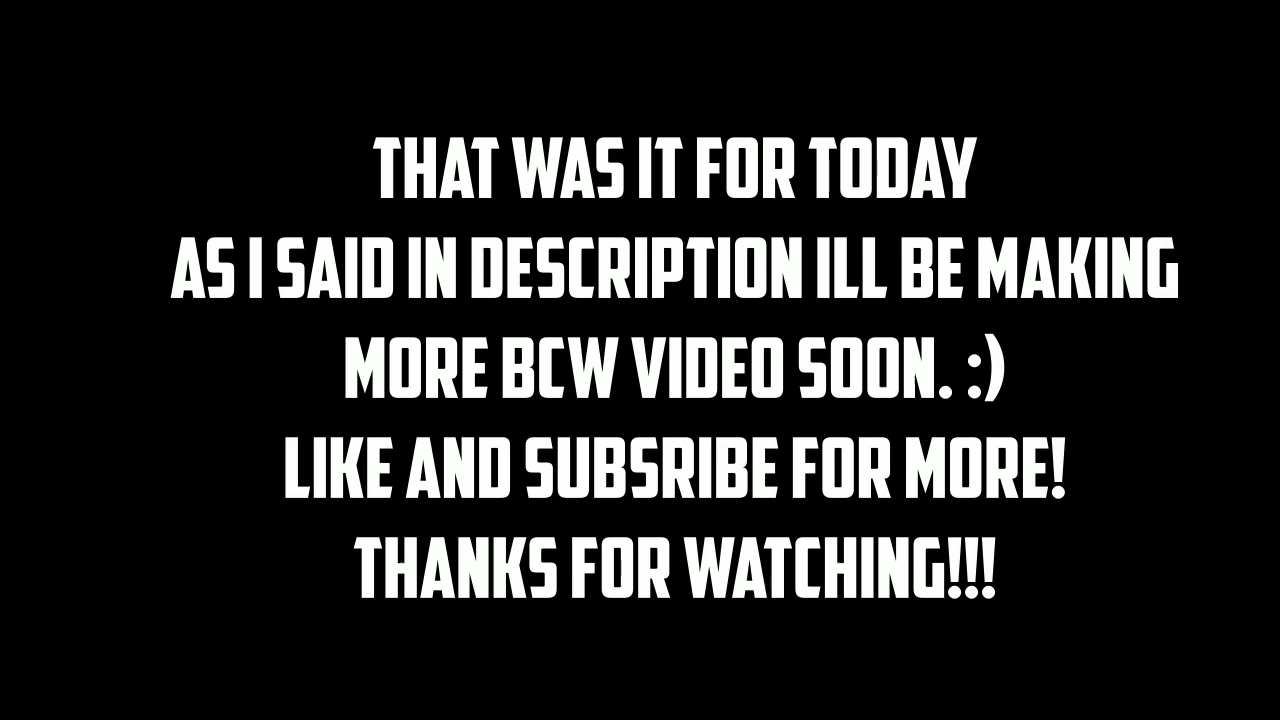 THAT WAS IT FOR TODAY
AS I SAID IN DESCRIPTION ILL BE MAKING
MORE BCW VIDEO SOON. :)
LIKE AND SUBSRIBE FOR MORE!
THANKS FOR WATCHING!!!